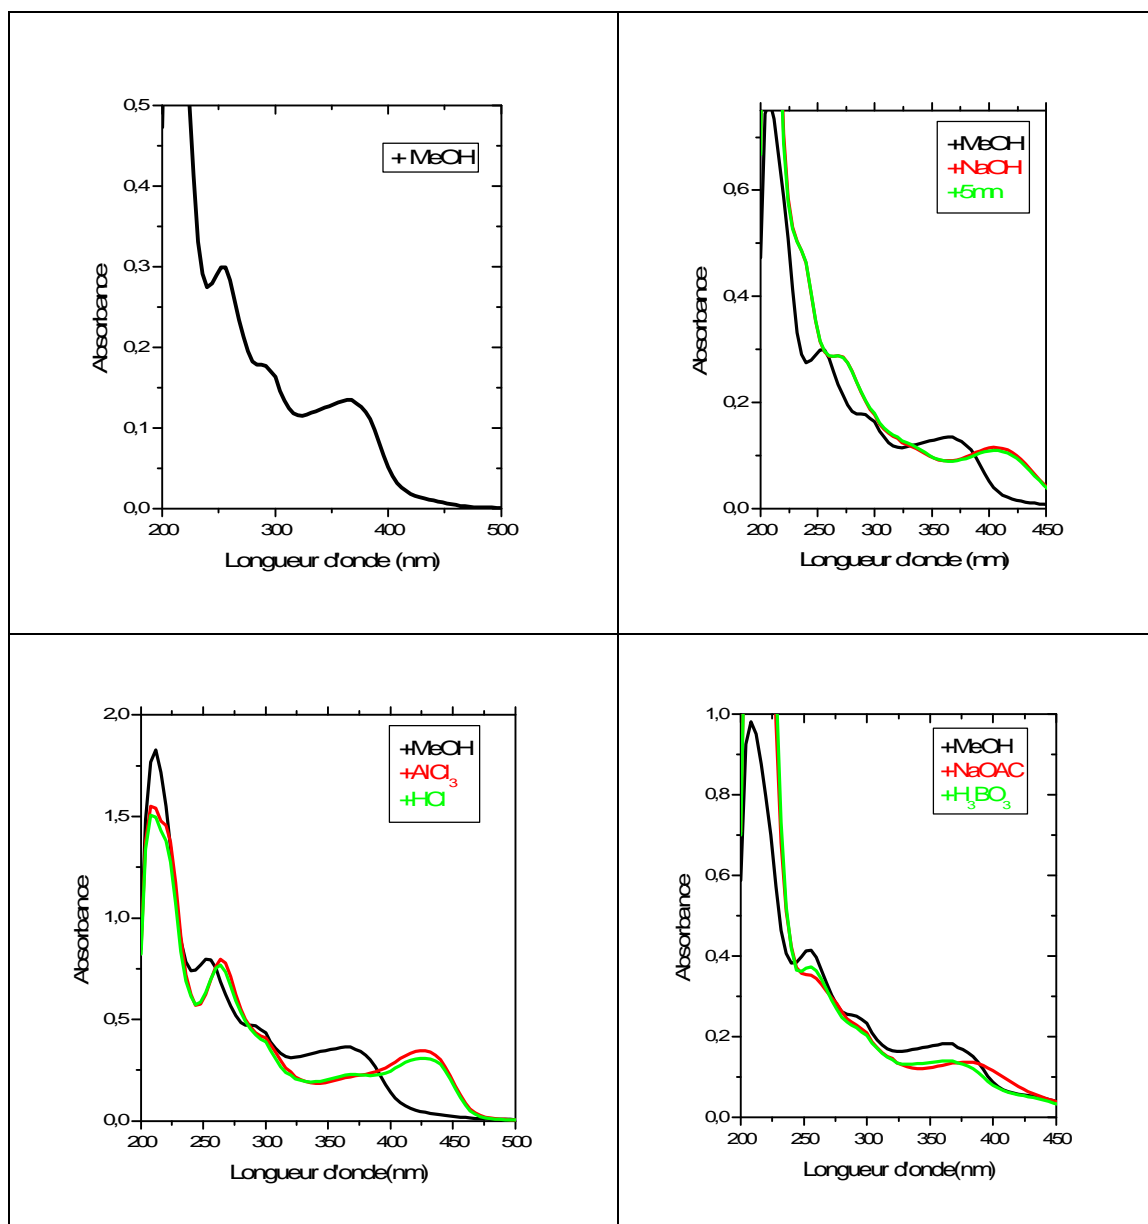 0,5
0,4
0,3
0,2
0,1
0,0
Absorbance
+ MeOH
200 300 400 500
Longueur d'onde (nm)
0,6
0,4
0,2
0,0
Absorbance
+MeOH
+NaOH
+5mn
200 250 300 350 400 450
Longueur d'onde (nm)
2,0
1,5
1,0
0,5
0,0
Absorbance
+MeOH
+AlCl₃
+HCl
200 250 300 350 400 450 500
Longueur d'onde(nm)
1,0
0,8
0,6
0,4
0,2
0,0
Absorbance
+MeOH
+NaOAC
+H₃BO₃
200 250 300 350 400 450
Longueur d'onde(nm)